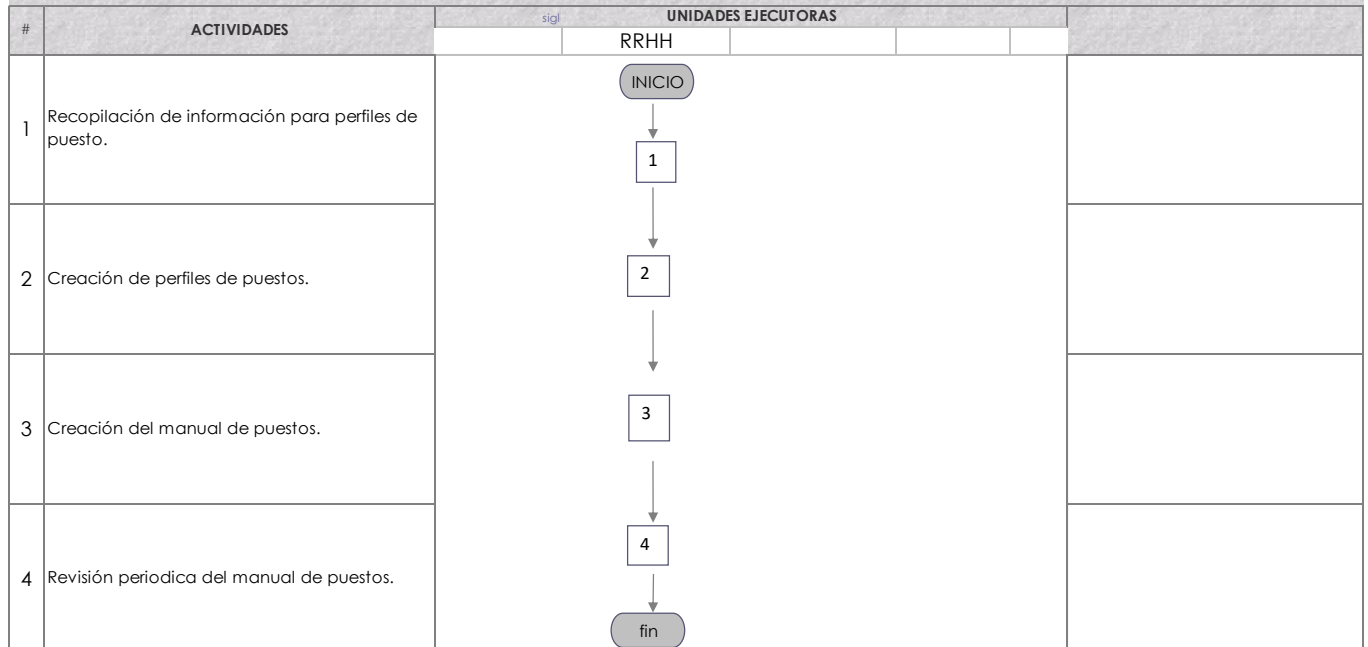 #
ACTIVIDADES
sigl
UNIDADES EJECUTORAS
RRHH
INICIO
1
Recopilación de información para perfiles de
puesto.
1
2
Creación de perfiles de puestos.
2
3
Creación del manual de puestos.
3
4
Revisión periodica del manual de puestos.
4
fin